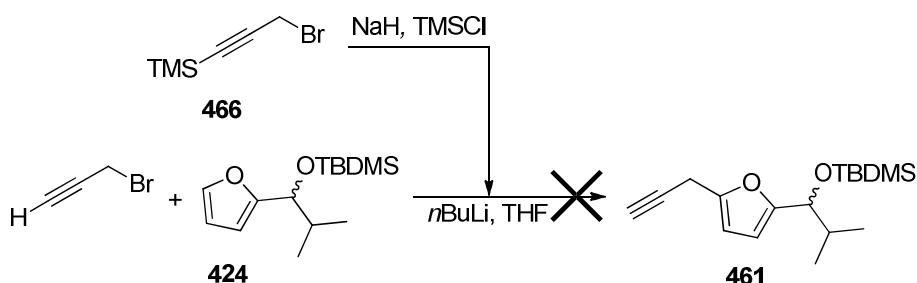 NaH, TMSCl
Br
TMS
466
Br
H
+
O
OTBDMS
424
nBuLi, THF
O
OTBDMS
461